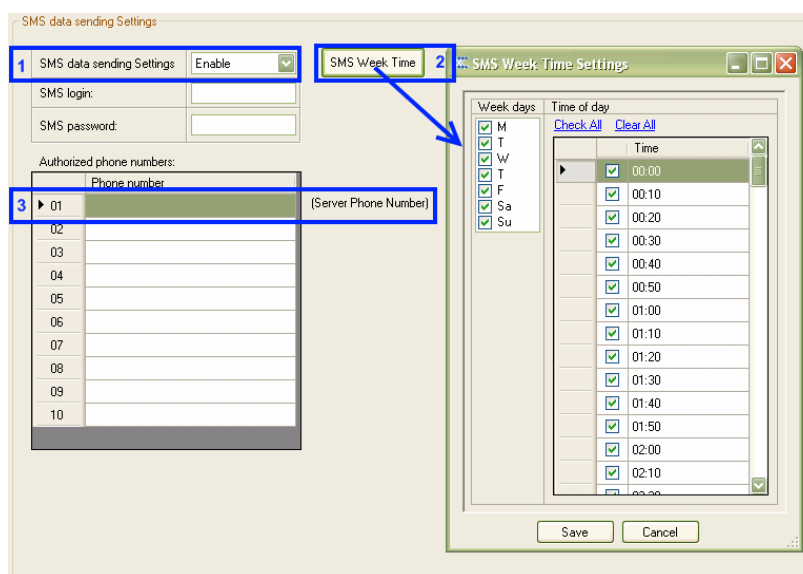 SMS data sending Settings
1 SMS data sending Settings Enable
SMS Week Time 2
SMS login:
SMS password:
Authorized phone numbers:
Phone number
3 01 (Server Phone Number)
02
03
04
05
06
07
08
09
10
SMS Week Time Settings
Week days
M
T
W
T
F
Sa
Su
Time of day
Check All Clear All
Time
00:00
00:10
00:20
00:30
00:40
00:50
01:00
01:10
01:20
01:30
01:40
01:50
02:00
02:10
Save Cancel